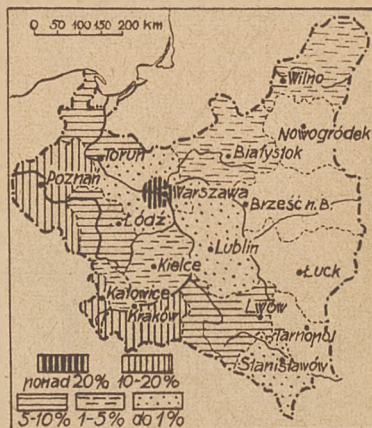 0 50 100 150 200 km
Wilno
Nowogródek
Toruń
Białystok
Poznań
Warszawa
Brześć n.B.
Łódź
Lublin
Kielce
Łuck
Katowice
Lwów
Kraków
Tarnopol
Stanisławów
ponad 20% 10-20%
5-10% 1-5% do 1%